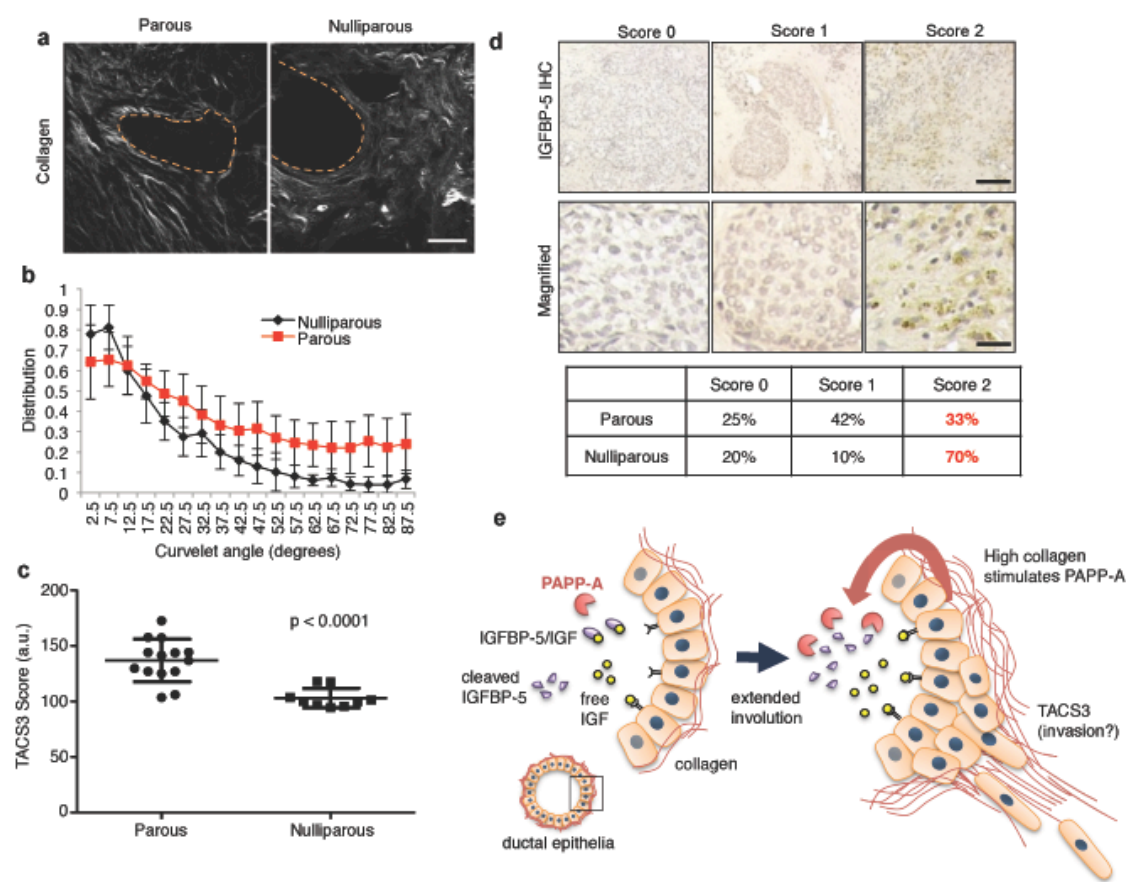 a
Parous
Nulliparous
Collagen
b
1
0.9
0.8
0.7
0.6
0.5
0.4
0.3
0.2
0.1
0
Distribution
Nulliparous
Parous
2.5
7.5
12.5
17.5
22.5
27.5
32.5
37.5
42.5
47.5
52.5
57.5
62.5
67.5
72.5
77.5
82.5
87.5
Curvelet angle (degrees)
c
200
150
100
50
0
TACS3 Score (a.u.)
p < 0.0001
Parous
Nulliparous
d
Score 0 Score 1 Score 2
IGFBP-5 IHC
Magnified
Score 0 Score 1 Score 2
Parous 25% 42% 33%
Nulliparous 20% 10% 70%
e
PAPP-A
IGFBP-5/IGF
cleaved
IGFBP-5
free
IGF
collagen
ductal epithelia
extended
involution
High collagen
stimulates PAPP-A
TACS3
(invasion?)